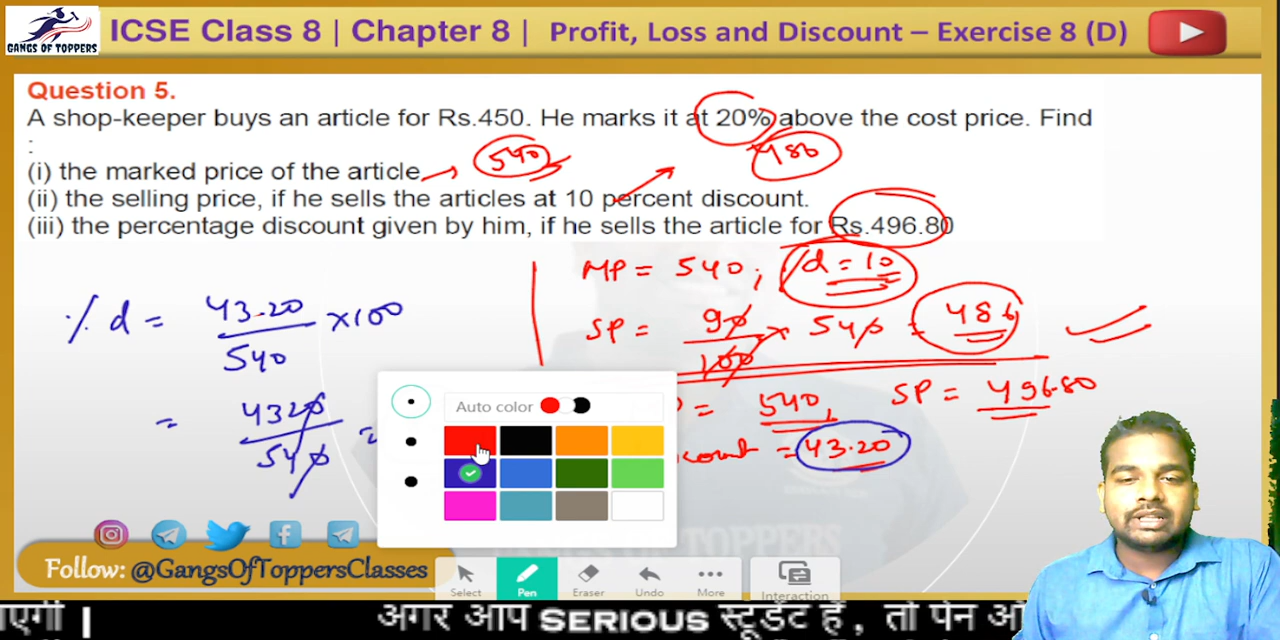 GANGS OF TOPPERS
ICSE Class 8 | Chapter 8 | Profit, Loss and Discount – Exercise 8 (D)
Question 5.
A shop-keeper buys an article for Rs.450. He marks it at 20% above the cost price. Find
:
(i) the marked price of the article 540 486
(ii) the selling price, if he sells the articles at 10 percent discount.
(iii) the percentage discount given by him, if he sells the article for Rs.496.80
MP = 540; %d = 10
SP = 90/100 × 540 = 486
= 540, SP = 496.80
count = 43.20
% d = 43.20/540 ×100
= 4320/540 =
Auto color
Follow: @GangsOfToppersClasses
Select Pen Eraser Undo More Interaction
पाएगी | अगर आप SERIOUS स्टूडेंट हैं, तो पेन